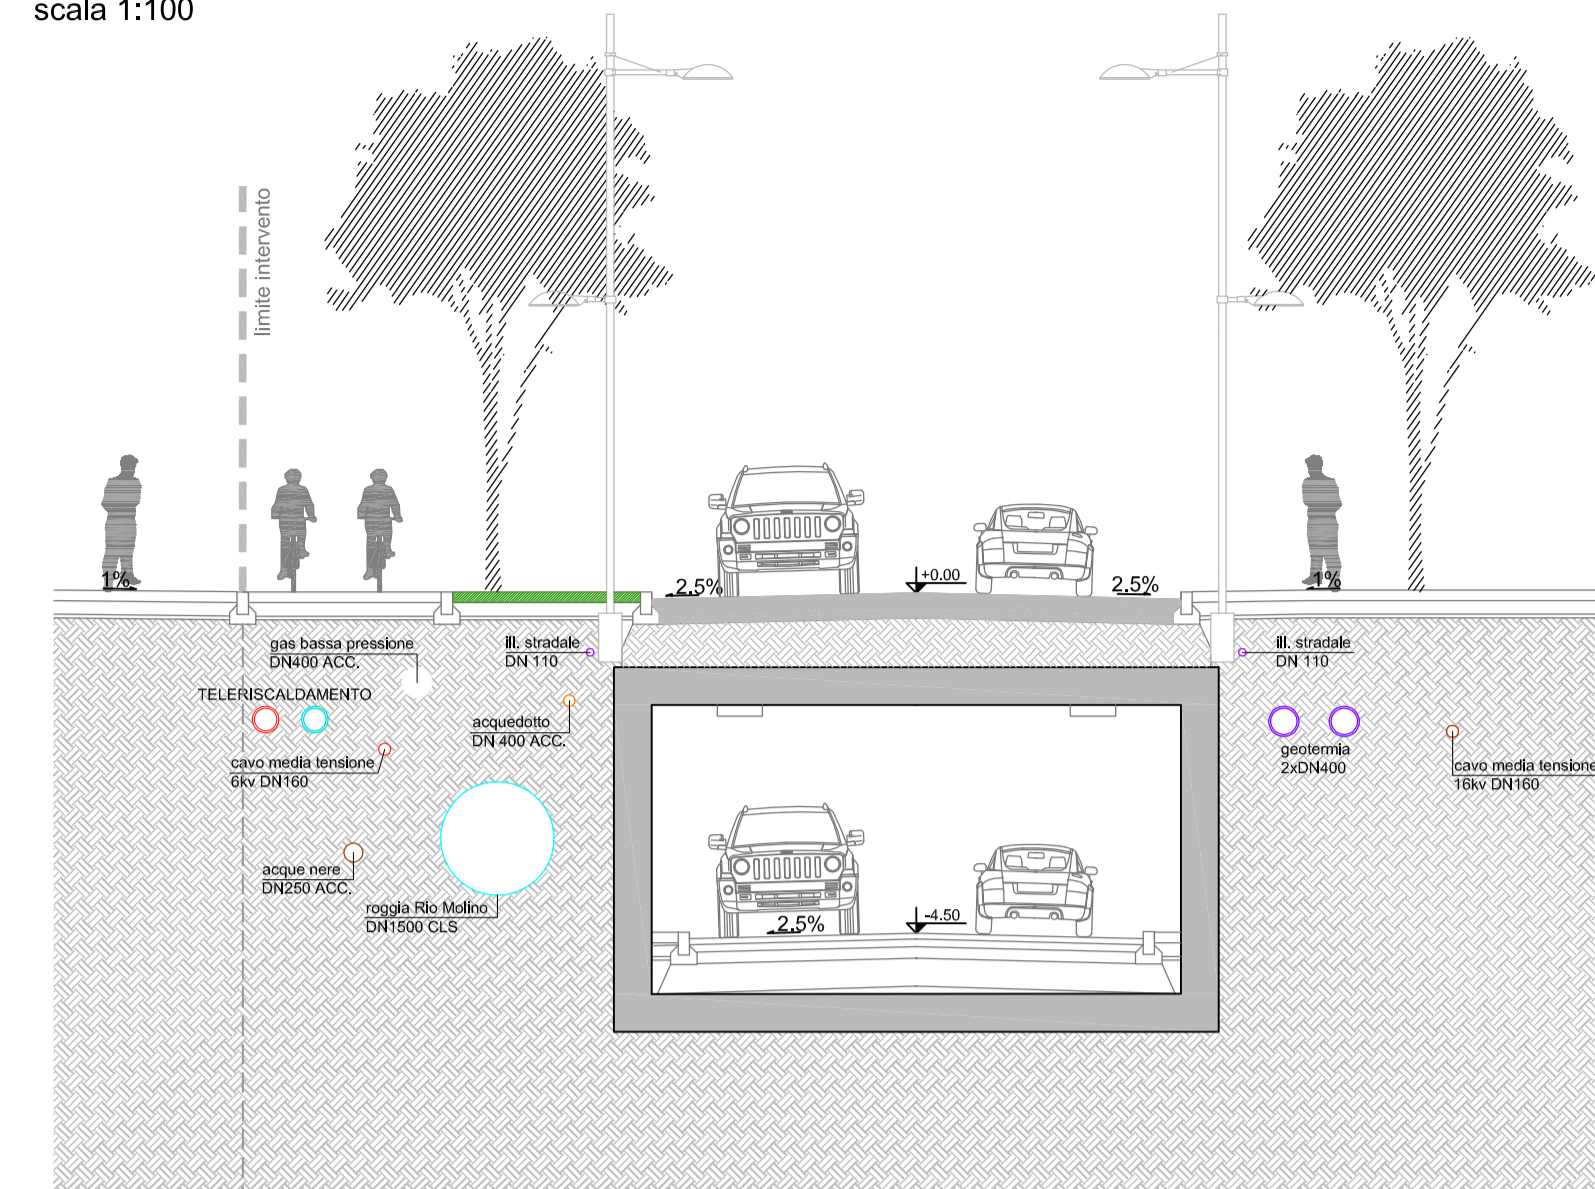 scala 1:100
limite intervento
1%
2.5%
+0.00
2.5%
1%
gas bassa pressione
DN400 ACC.
ill. stradale
DN 110
ill. stradale
DN 110
TELERISCALDAMENTO
acquedotto
DN 400 ACC.
cavo media tensione
6kv DN160
geotermia
2xDN400
cavo media tensione
16kv DN160
acque nere
DN250 ACC.
roggia Rio Molino
DN1500 CLS
2.5%
-4.50